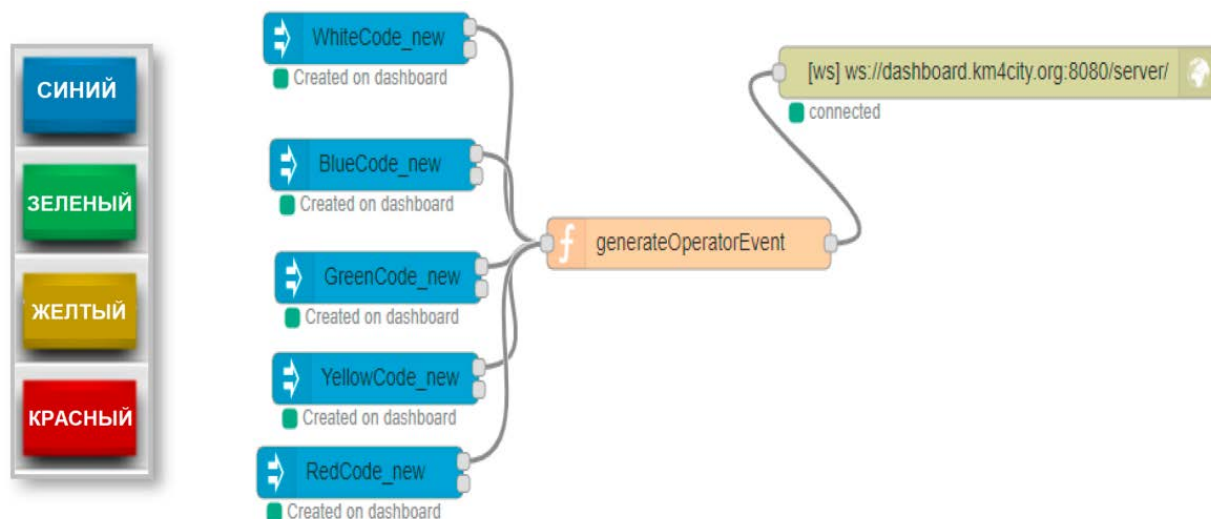 СИНИЙ
ЗЕЛЕНЫЙ
ЖЕЛТЫЙ
КРАСНЫЙ
WhiteCode_new
Created on dashboard
BlueCode_new
Created on dashboard
GreenCode_new
Created on dashboard
YellowCode_new
Created on dashboard
RedCode_new
Created on dashboard
f generateOperatorEvent
[ws] ws://dashboard.km4city.org:8080/server/
connected